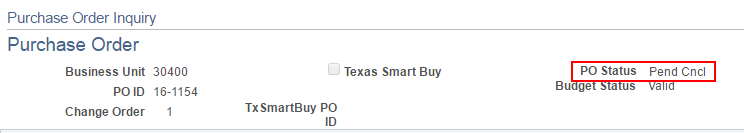 Purchase Order Inquiry
Purchase Order
Business Unit 30400 Texas Smart Buy PO Status Pend Cncl
Budget Status Valid
PO ID 16-1154
Change Order 1 TxSmartBuy PO
ID